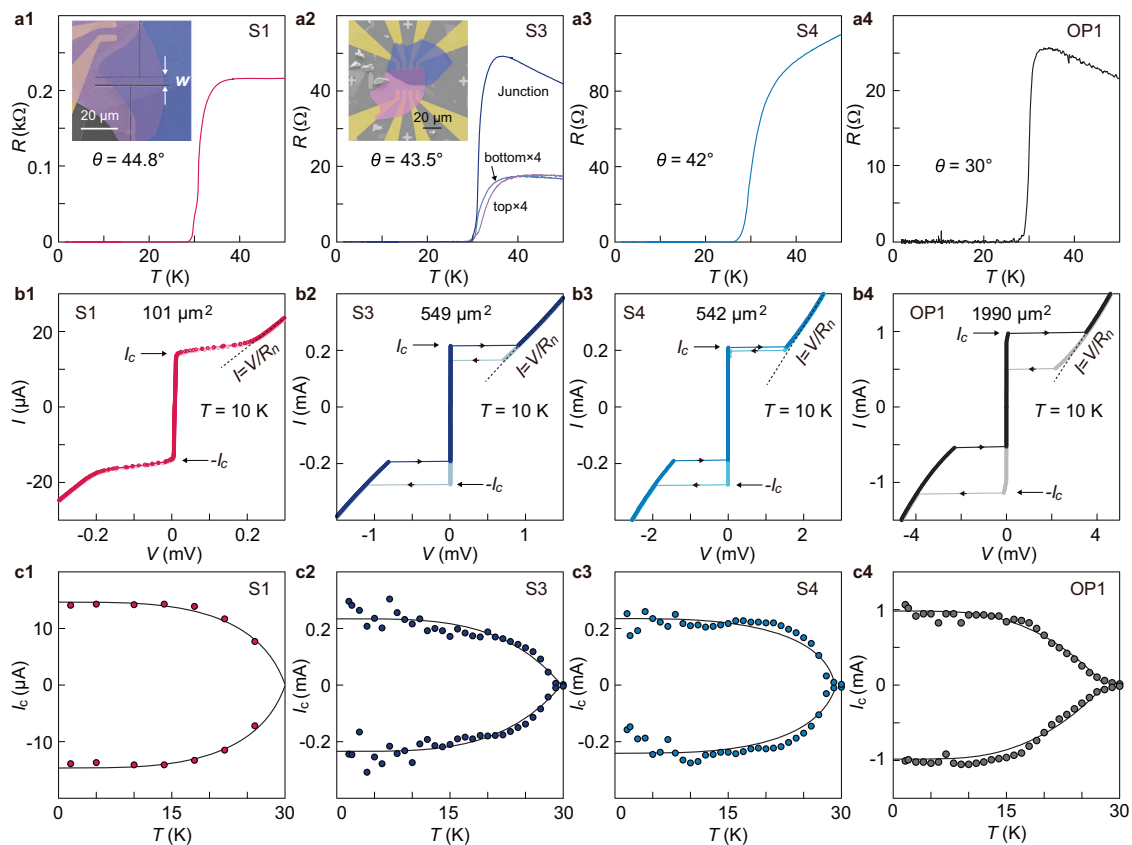 a1
S1
0.2
0.1
0
R (kΩ)
w
20 µm
θ = 44.8°
0
20
40
T (K)
a2
S3
60
40
20
0
R (Ω)
20 µm
Junction
θ = 43.5°
bottom×4
top×4
0
20
40
T (K)
a3
S4
80
40
0
R (Ω)
θ = 42°
0
20
40
T (K)
a4
OP1
20
10
0
R (Ω)
θ = 30°
0
20
40
T (K)
b1
S1
101 µm²
20
0
-20
I (µA)
Ic
I=V/Rn
T = 10 K
-Ic
-0.2
0
0.2
V (mV)
b2
S3
549 µm²
0.2
0
-0.2
I (mA)
Ic
I=V/Rn
T = 10 K
-Ic
-1
0
1
V (mV)
b3
S4
542 µm²
0.2
0
-0.2
I (mA)
Ic
I=V/Rn
T = 10 K
-Ic
-2
0
2
V (mV)
b4
OP1
1990 µm²
1
0
-1
I (mA)
Ic
I=V/Rn
T = 10 K
-Ic
-4
0
4
V (mV)
c1
S1
10
0
-10
Ic (µA)
0
15
30
T (K)
c2
S3
0.2
0
-0.2
Ic (mA)
0
15
30
T (K)
c3
S4
0.2
0
-0.2
Ic (mA)
0
15
30
T (K)
c4
OP1
1
0
-1
Ic (mA)
0
15
30
T (K)